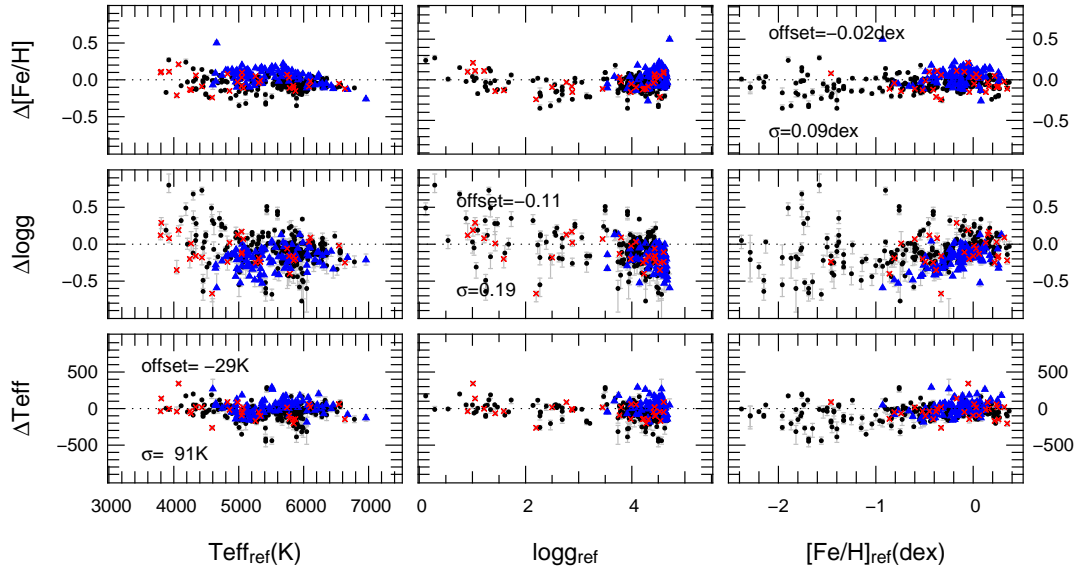 0.5
0.0
−0.5
Δ[Fe/H]
offset=−0.02dex
σ=0.09dex
0.5
0.0
−0.5
0.5
0.0
−0.5
Δlogg
offset=−0.11
σ=0.19
0.5
0.0
−0.5
500
0
−500
ΔTeff
offset= −29K
σ= 91K
500
0
−500
3000 4000 5000 6000 7000
0 2 4
−2 −1 0
Teffref(K)
loggref
[Fe/H]ref(dex)